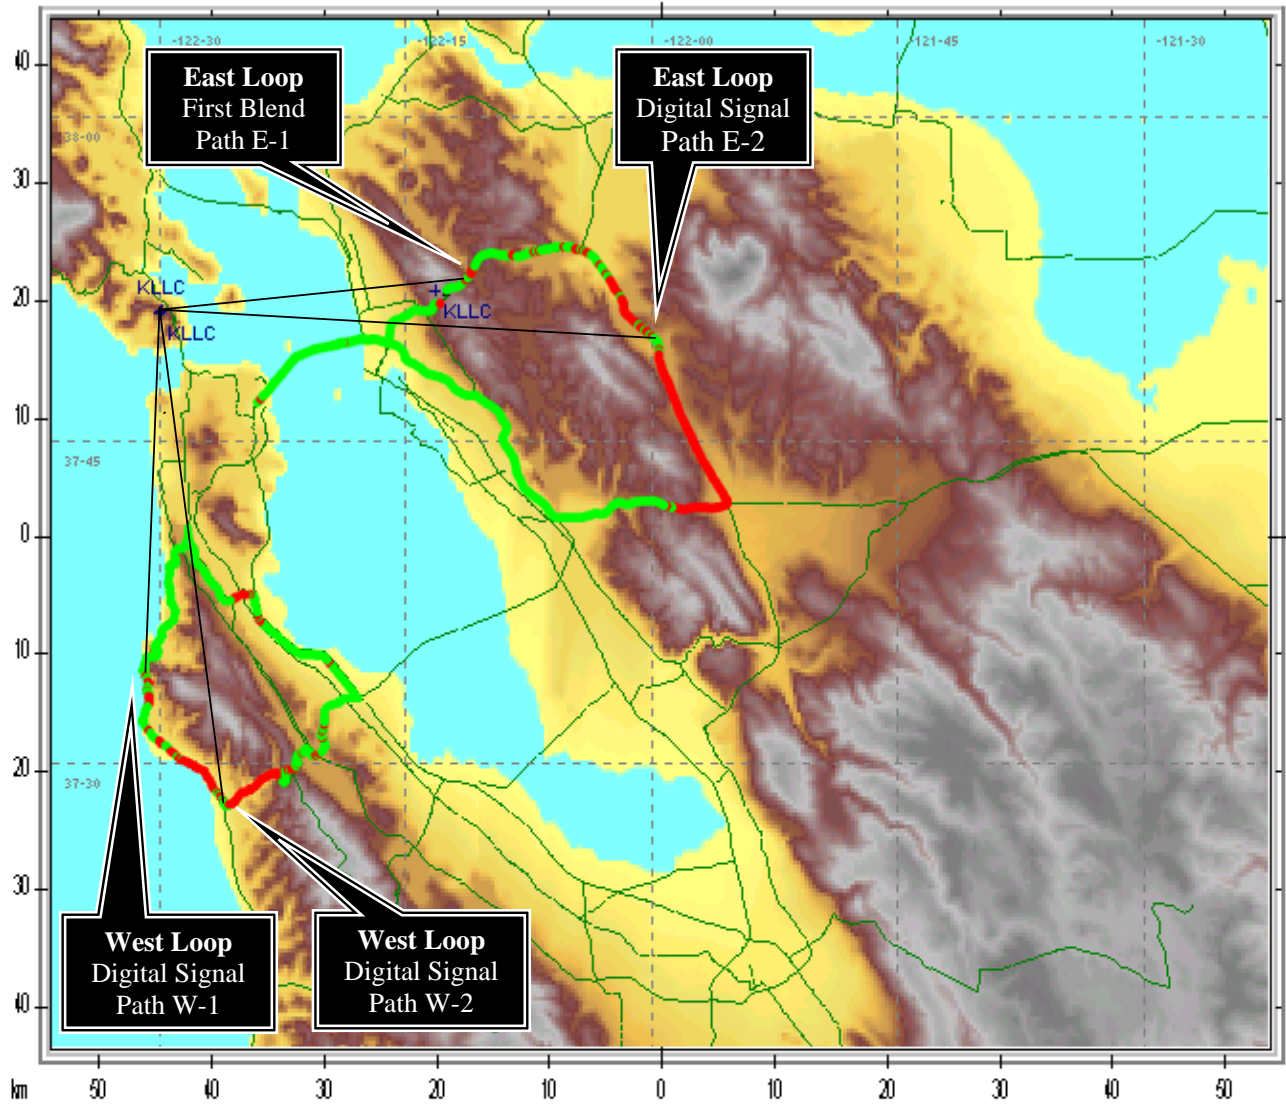 -122-30
-122-15
-122-00
-121-45
-121-30
East Loop
First Blend
Path E-1
East Loop
Digital Signal
Path E-2
38-00
KLLC
KLLC
KLLC
37-45
37-30
West Loop
Digital Signal
Path W-1
West Loop
Digital Signal
Path W-2
40
30
20
10
0
10
20
30
40
km 50 40 30 20 10 0 10 20 30 40 50